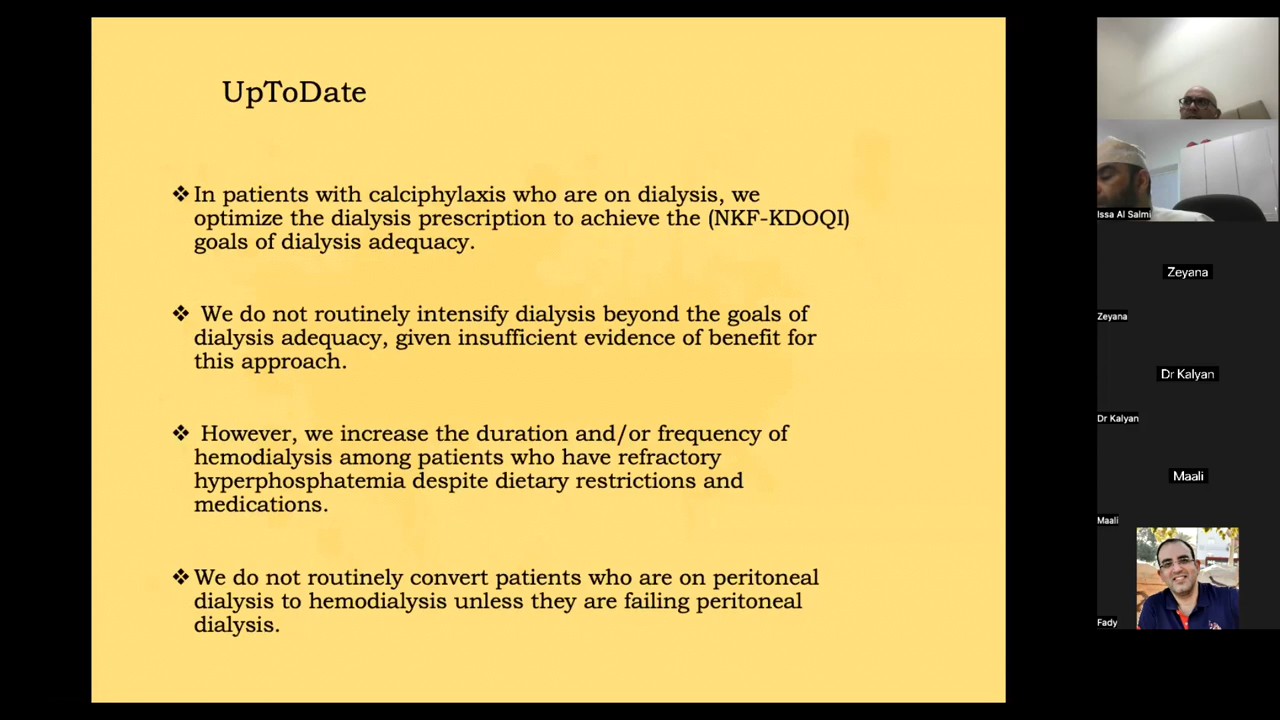 UpToDate
❖ In patients with calciphylaxis who are on dialysis, we
optimize the dialysis prescription to achieve the (NKF-KDOQI)
goals of dialysis adequacy.
❖ We do not routinely intensify dialysis beyond the goals of
dialysis adequacy, given insufficient evidence of benefit for
this approach.
❖ However, we increase the duration and/or frequency of
hemodialysis among patients who have refractory
hyperphosphatemia despite dietary restrictions and
medications.
❖ We do not routinely convert patients who are on peritoneal
dialysis to hemodialysis unless they are failing peritoneal
dialysis.
Issa Al Salmi
Zeyana
Zeyana
Dr Kalyan
Dr Kalyan
Maali
Maali
Fady